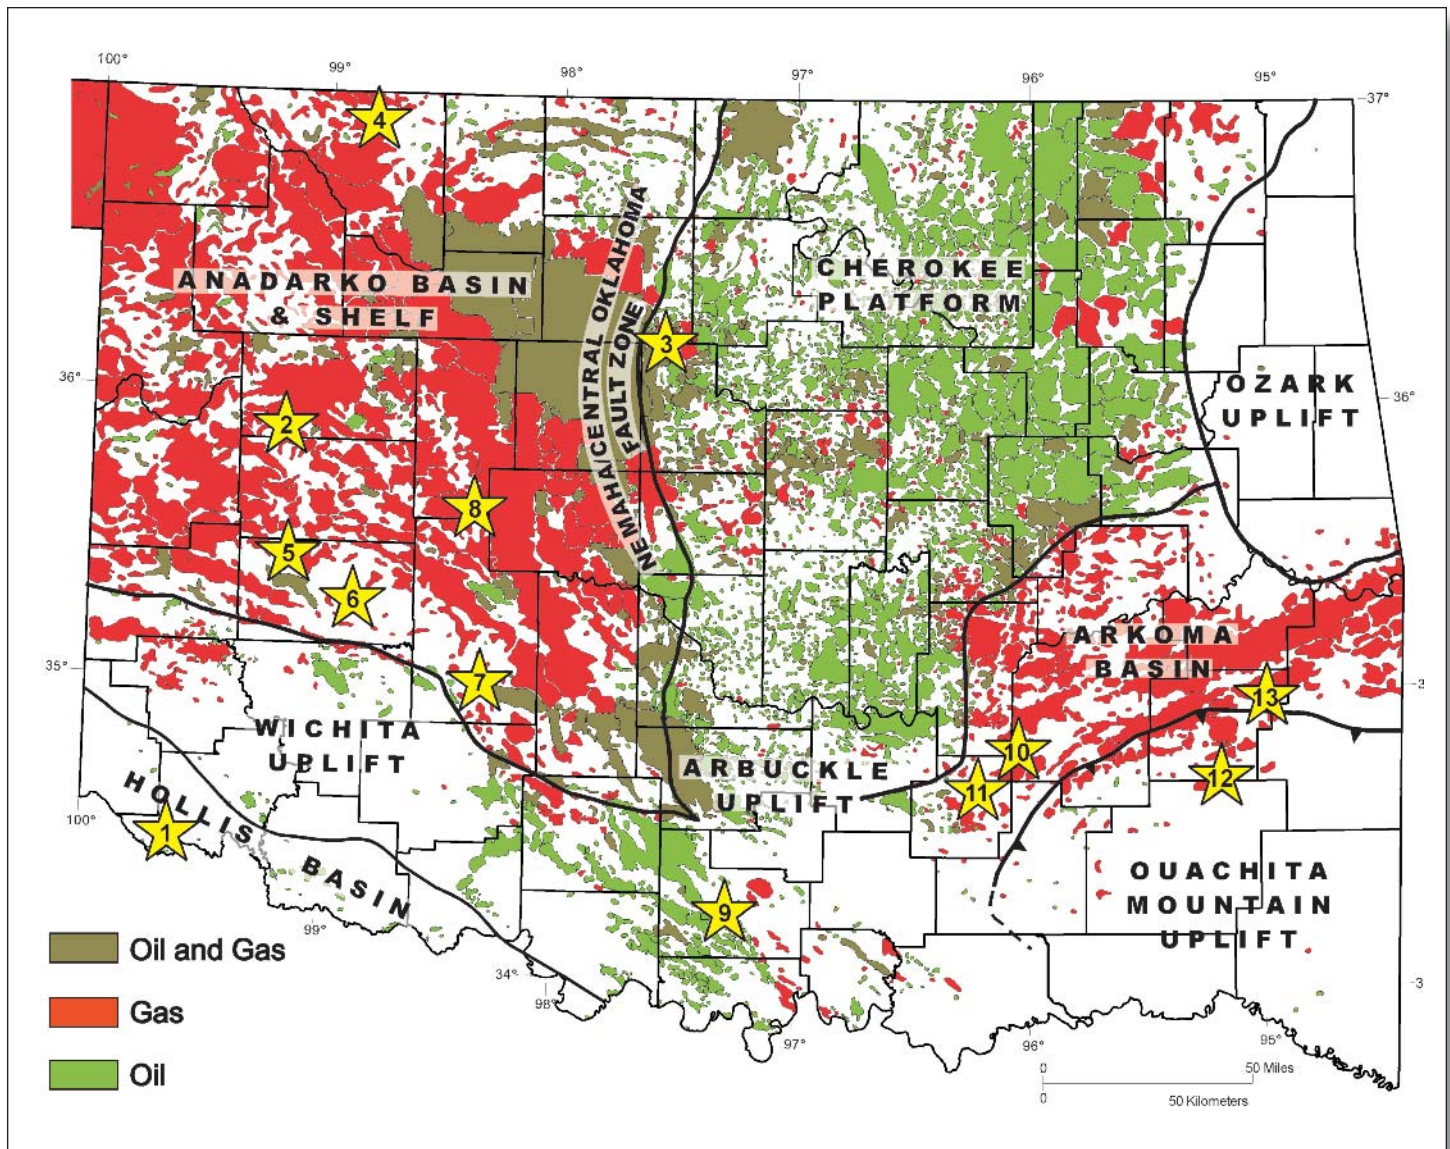 100°
99°
98°
97°
96°
95°
37°
4
ANADARKO BASIN
& SHELF
NEMAHA/CENTRAL OKLAHOMA
FAULT ZONE
CHEROKEE
PLATFORM
3
36°
36°
OZARK
UPLIFT
2
8
5
6
ARKOMA
BASIN
35°
7
13
3
WICHITA
UPLIFT
10
ARBUCKLE
UPLIFT
12
11
HOLLIS
BASIN
100°
1
OUACHITA
MOUNTAIN
UPLIFT
9
99°
Oil and Gas
34°
98°
3
Gas
97°
96°
95°
Oil
0 50 Miles
0 50 Kilometers